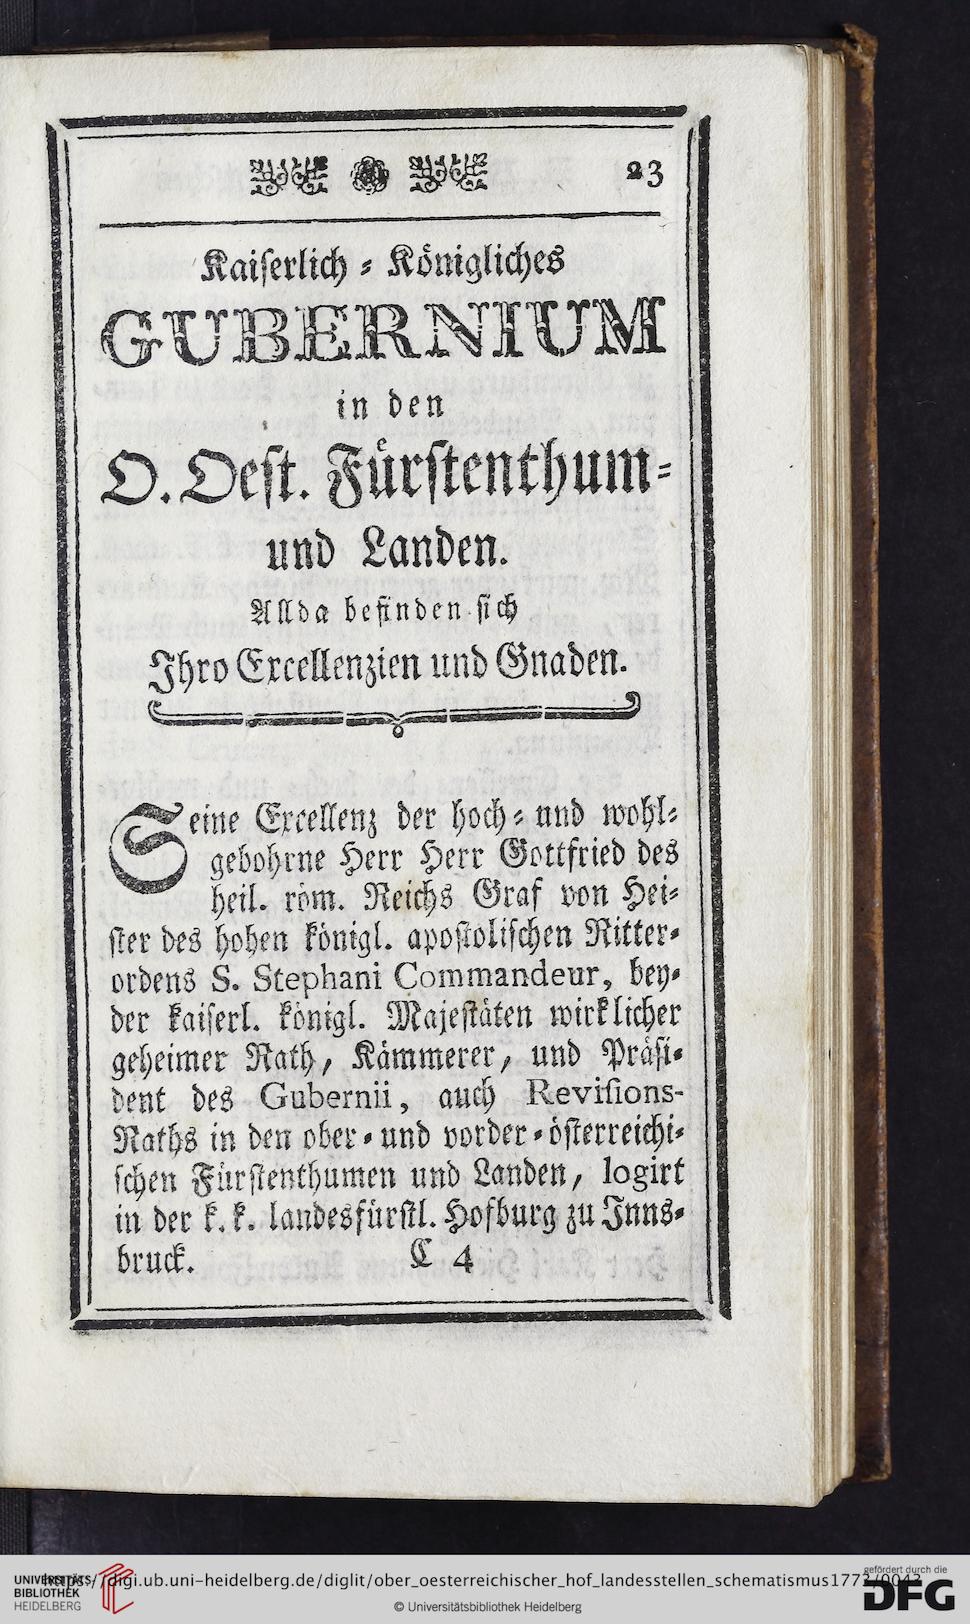 23
Kaiserlich = Königliches
GUBERNIUM
in den
O. Oest. Fürstenthum=
und Landen.
Allda befinden sich
Ihro Excellenzien und Gnaden.
Seine Excellenz der hoch= und wohl=
gebohrne Herr Herr Gottfried des
heil. röm. Reichs Graf von Hei=
ster des hohen königl. apostolischen Ritter=
ordens S. Stephani Commandeur, bey=
der kaiserl. königl. Majestäten wirklicher
geheimer Rath, Kämmerer, und Präsi=
dent des Gubernii, auch Revisions-
Raths in den ober= und vorder=österreichi=
schen Fürstenthumen und Landen, logirt
in der k. k. landesfürstl. Hofburg zu Inns=
bruck.
C 4
UNIVERSITÄTS-
BIBLIOTHEK
HEIDELBERG
https://digi.ub.uni-heidelberg.de/diglit/ober_oesterreichischer_hof_landesstellen_schematismus1773/0043
© Universitätsbibliothek Heidelberg
gefördert durch die
DFG